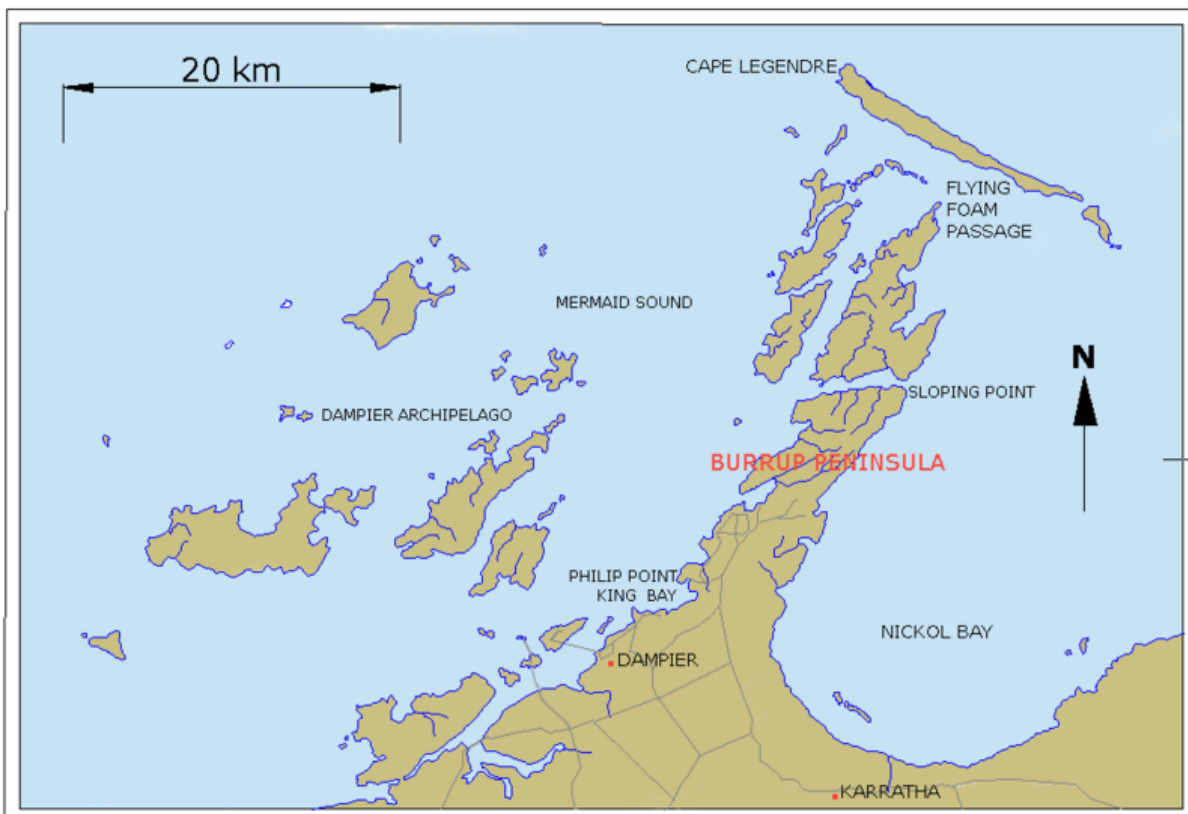 20 km
CAPE LEGENDRE
FLYING
FOAM
PASSAGE
MERMAID SOUND
N
SLOPING POINT
DAMPIER ARCHIPELAGO
BURRUP PENINSULA
PHILIP POINT
KING BAY
NICKOL BAY
DAMPIER
KARRATHA